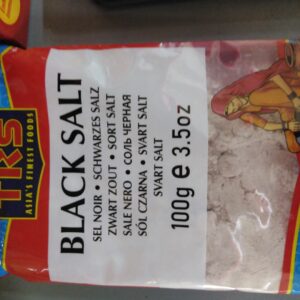 TRS
ASIA'S FINEST FOODS
BLACK SALT
SEL NOIR • SCHWARZES SALZ
ZWART ZOUT • SORT SALT
SALE NERO • СОЛЬ ЧЕРНАЯ
SÓL CZARNA • SVART SALT
SVART SALT
100g e 3.5oz